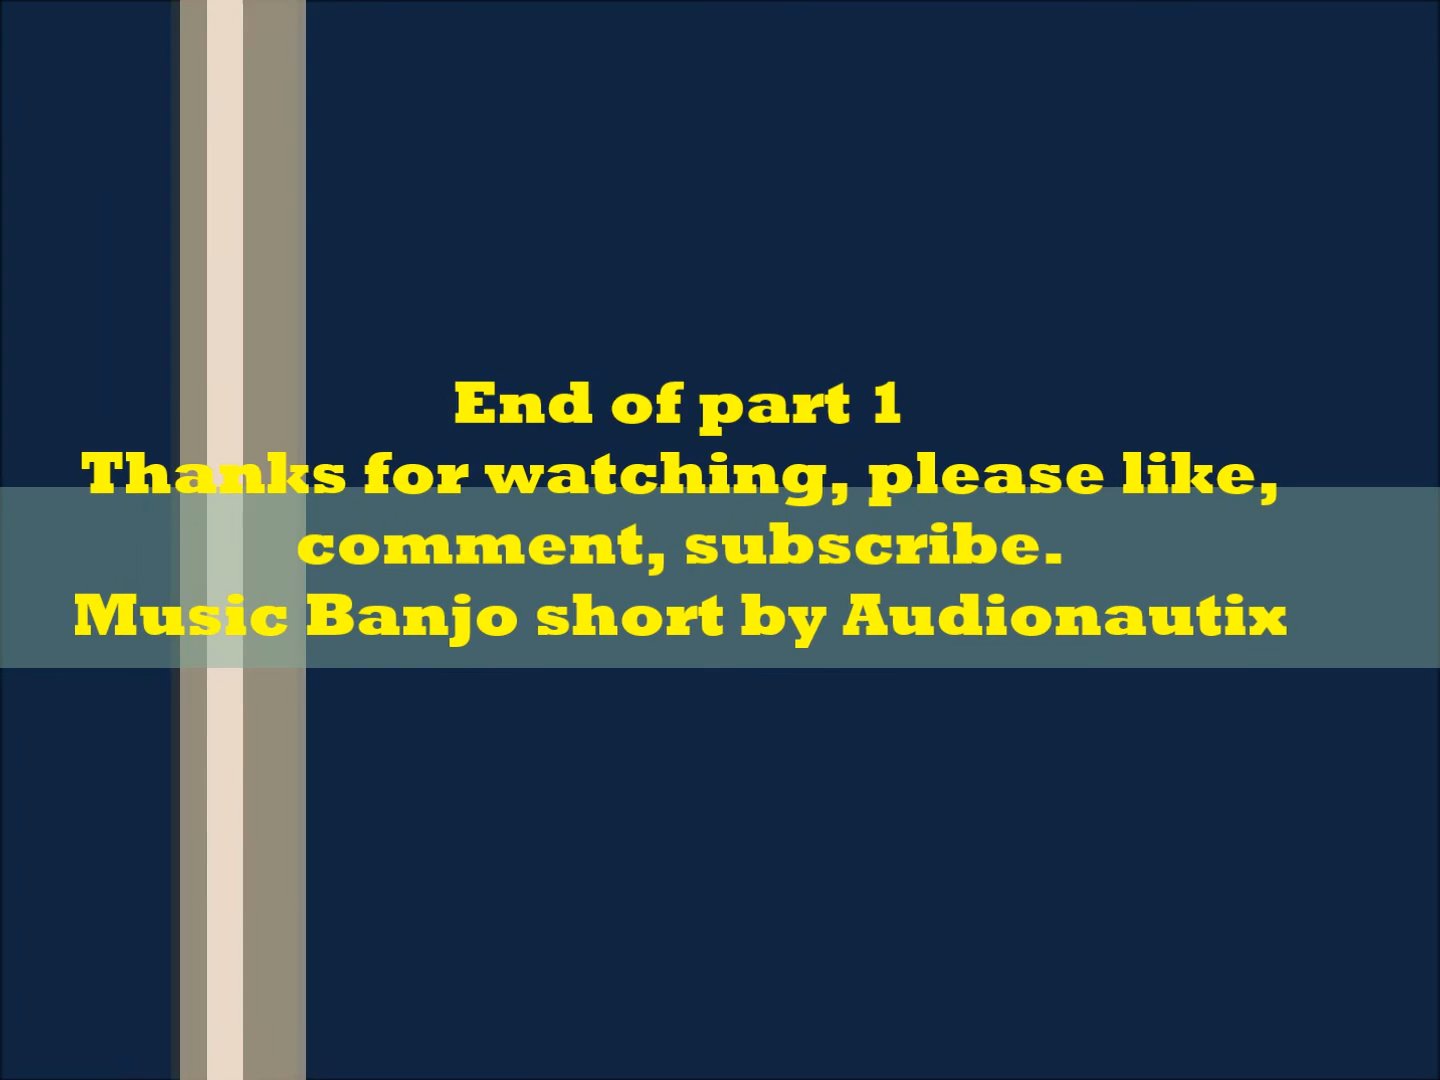 End of part 1
Thanks for watching, please like,
comment, subscribe.
Music Banjo short by Audionautix